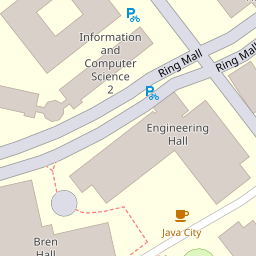 P
Information
and
Computer
Science
2
Ring Mall
Ring Mall
P
Engineering
Hall
Java City
Bren
Hall